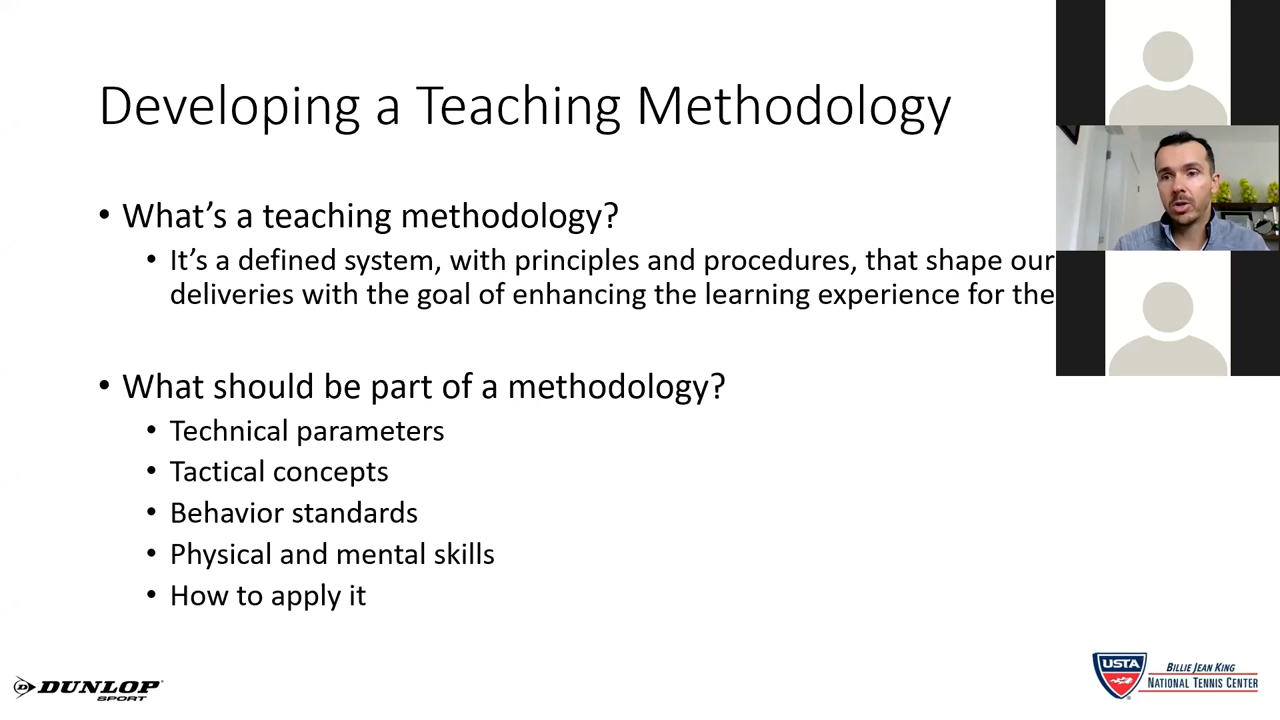 Developing a Teaching Methodology
• What’s a teaching methodology?
• It’s a defined system, with principles and procedures, that shape our
deliveries with the goal of enhancing the learning experience for the
• What should be part of a methodology?
• Technical parameters
• Tactical concepts
• Behavior standards
• Physical and mental skills
• How to apply it
DUNLOP
SPORT
USTA
BILLIE JEAN KING
NATIONAL TENNIS CENTER